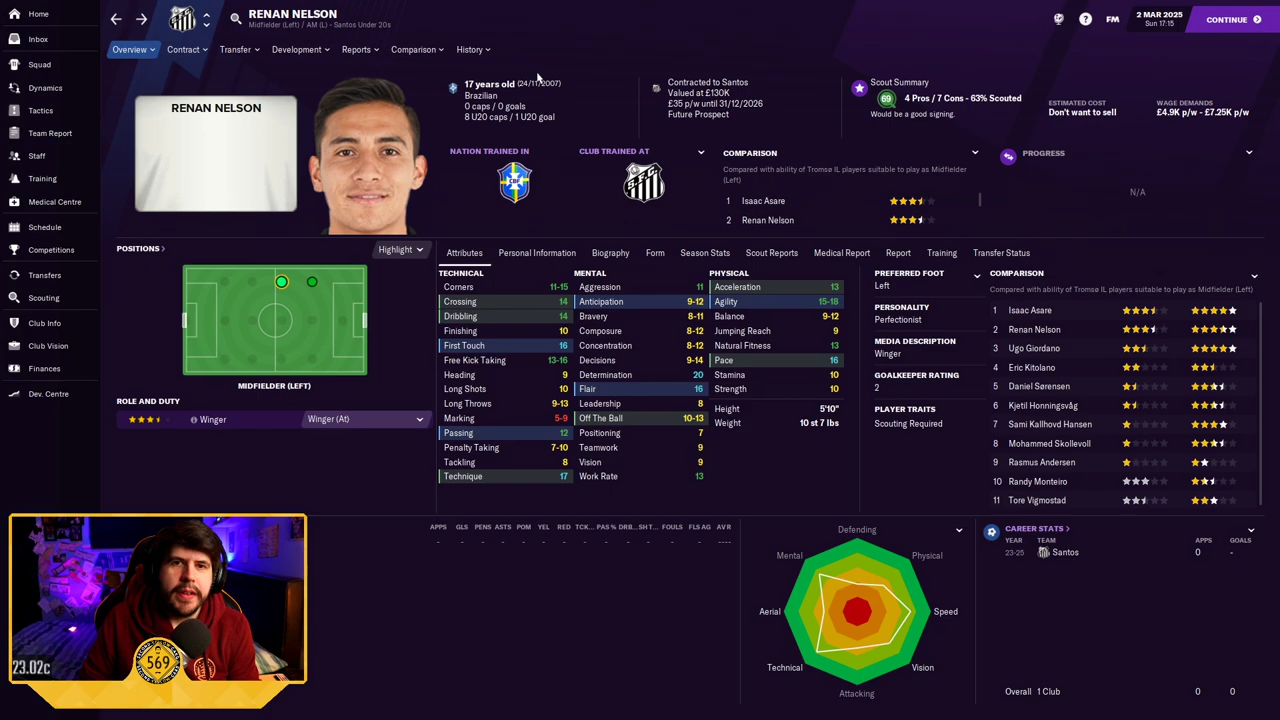 Home
Inbox
Squad
Dynamics
Tactics
Team Report
Staff
Training
Medical Centre
Schedule
Competitions
Transfers
Scouting
Club Info
Club Vision
Finances
Dev. Centre
RENAN NELSON
Midfielder (Left) / AM (L) - Santos Under 20s
FM
2 MAR 2025
Sun 17:15
CONTINUE
Overview
Contract
Transfer
Development
Reports
Comparison
History
RENAN NELSON
17 years old (24/11/2007)
Brazilian
0 caps / 0 goals
8 U20 caps / 1 U20 goal
Contracted to Santos
Valued at £130K
£35 p/w until 31/12/2026
Future Prospect
Scout Summary
69
4 Pros / 7 Cons - 63% Scouted
Would be a good signing.
ESTIMATED COST
Don't want to sell
WAGE DEMANDS
£4.9K p/w - £7.25K p/w
NATION TRAINED IN
CLUB TRAINED AT
COMPARISON
Compared with ability of Tromsø IL players suitable to play as Midfielder
(Left)
1 Isaac Asare
2 Renan Nelson
PROGRESS
N/A
POSITIONS
Highlight
MIDFIELDER (LEFT)
ROLE AND DUTY
Winger
Winger (At)
Attributes
Personal Information
Biography
Form
Season Stats
Scout Reports
Medical Report
Report
Training
Transfer Status
TECHNICAL
Corners 11-15
Crossing 14
Dribbling 14
Finishing 10
First Touch 16
Free Kick Taking 13-16
Heading 9
Long Shots 10
Long Throws 9-13
Marking 5-9
Passing 12
Penalty Taking 7-10
Tackling 8
Technique 17
MENTAL
Aggression 11
Anticipation 9-12
Bravery 8-11
Composure 8-12
Concentration 8-12
Decisions 9-14
Determination 20
Flair 16
Leadership 8
Off The Ball 10-13
Positioning 7
Teamwork 9
Vision 9
Work Rate 13
PHYSICAL
Acceleration 13
Agility 15-18
Balance 9-12
Jumping Reach 9
Natural Fitness 13
Pace 16
Stamina 10
Strength 10
Height 5'10"
Weight 10 st 7 lbs
PREFERRED FOOT
Left
PERSONALITY
Perfectionist
MEDIA DESCRIPTION
Winger
GOALKEEPER RATING
2
PLAYER TRAITS
Scouting Required
COMPARISON
Compared with ability of Tromsø IL players suitable to play as Midfielder (Left)
1 Isaac Asare
2 Renan Nelson
3 Ugo Giordano
4 Eric Kitolano
5 Daniel Sørensen
6 Kjetil Honningsvåg
7 Sami Kallhovd Hansen
8 Mohammed Skollevoll
9 Rasmus Andersen
10 Randy Monteiro
11 Tore Vigmostad
APPS GLS PENS ASTS POM YEL RED TCK... PAS % DRB... SH T... FOULS FLS AG AV R
Defending
Physical
Speed
Vision
Attacking
Technical
Aerial
Mental
CAREER STATS
YEAR TEAM APPS GOALS
23-25 Santos 0 -
Overall 1 Club 0 0
23.02c
569